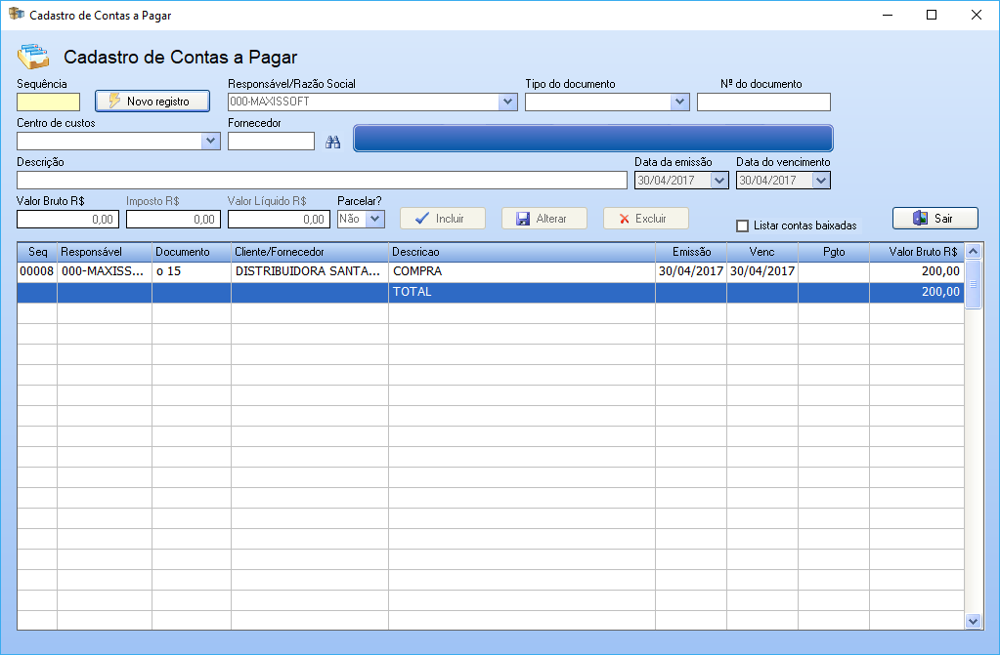 Cadastro de Contas a Pagar
Cadastro de Contas a Pagar
Sequência Responsável/Razão Social Tipo do documento Nº do documento
Novo registro 000-MAXISSOFT
Centro de custos Fornecedor
Descrição Data da emissão Data do vencimento
30/04/2017 30/04/2017
Valor Bruto R$ Imposto R$ Valor Líquido R$ Parcelar?
0,00 0,00 0,00 Não Incluir Alterar Excluir Listar contas baixadas Sair
Seq Responsável Documento Cliente/Fornecedor Descricao Emissão Venc Pgto Valor Bruto R$
00008 000-MAXISS... o 15 DISTRIBUIDORA SANTA... COMPRA 30/04/2017 30/04/2017 200,00
TOTAL 200,00